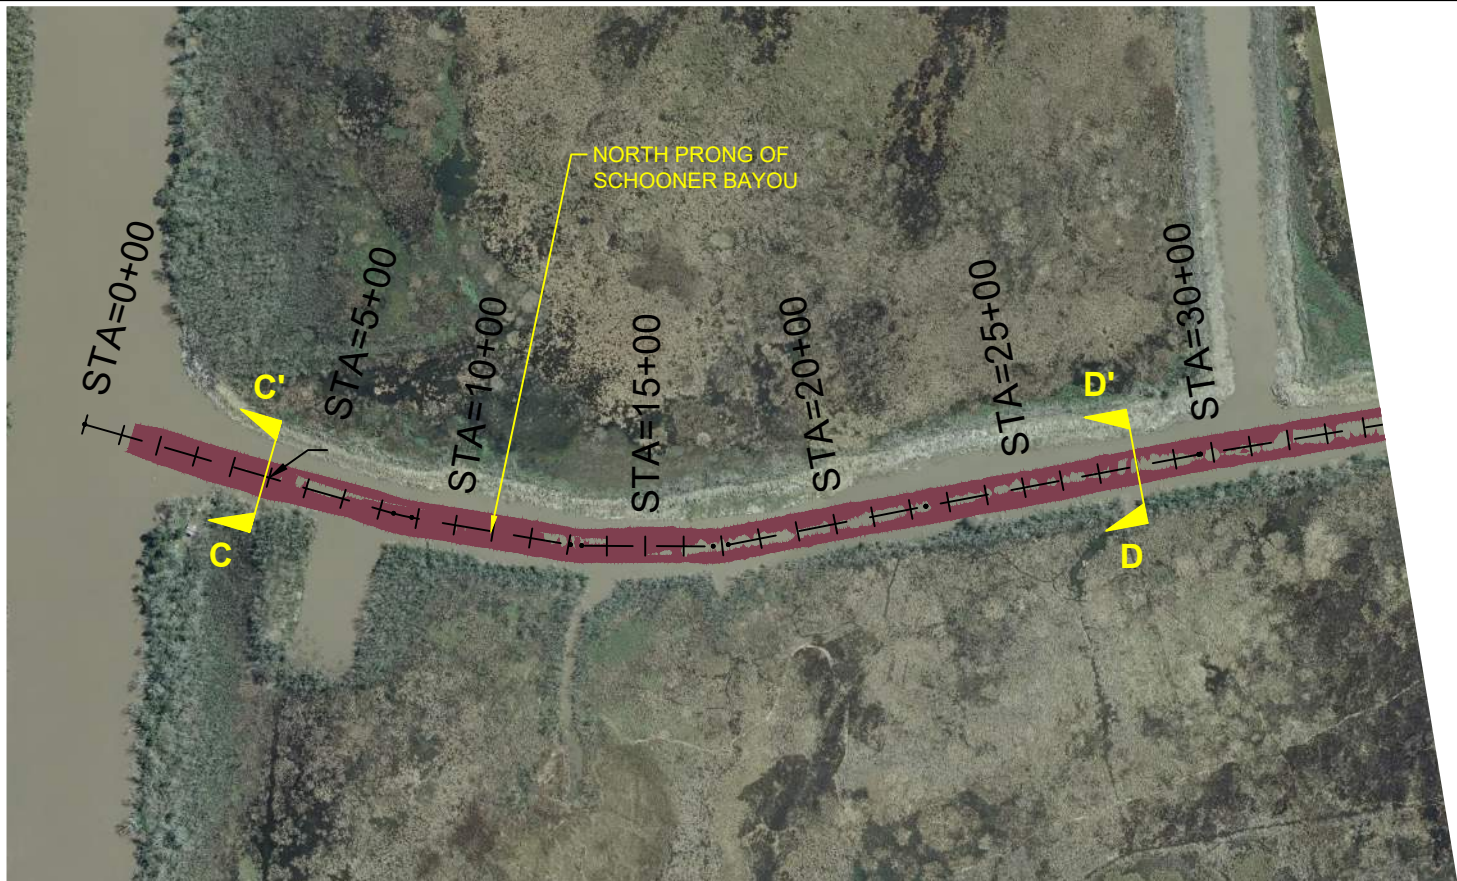 NORTH PRONG OF
SCHOONER BAYOU
STA=0+00
STA=5+00
STA=10+00
STA=15+00
STA=20+00
STA=25+00
STA=30+00
C'
D'
C
D